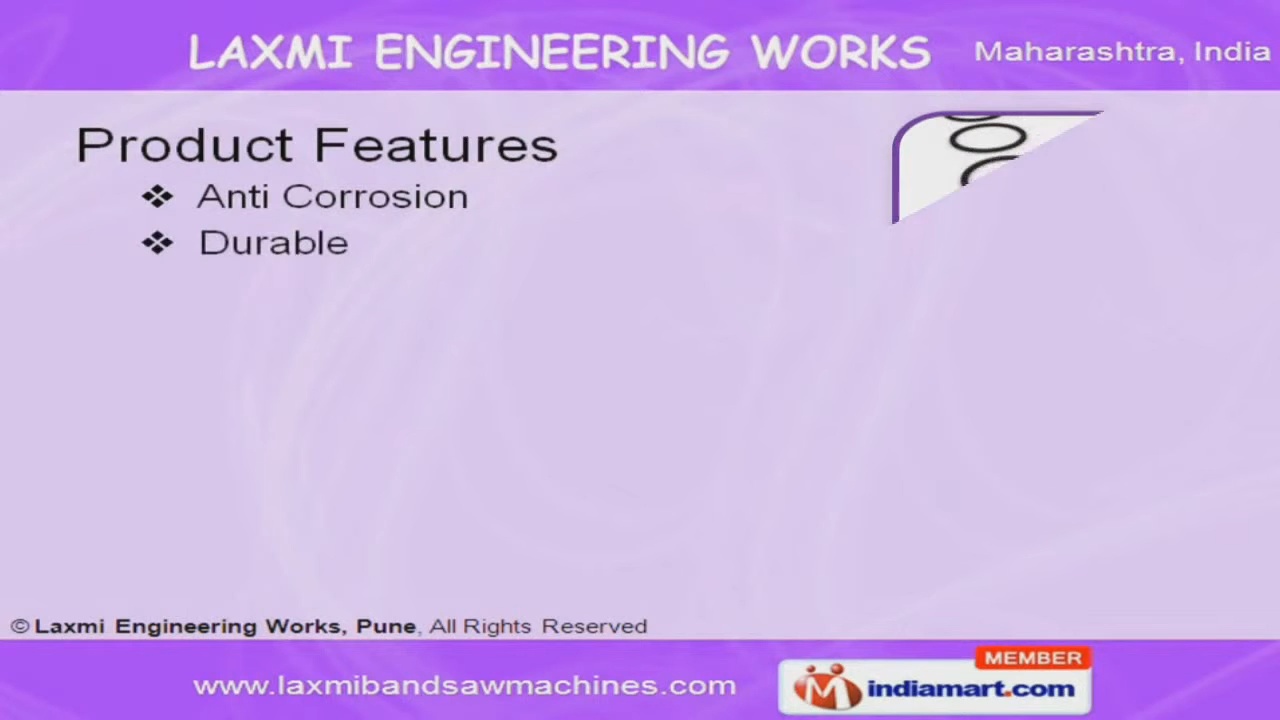 LAXMI ENGINEERING WORKS
Maharashtra, India
Product Features
❖ Anti Corrosion
❖ Durable
© Laxmi Engineering Works, Pune, All Rights Reserved
www.laxmibandsawmachines.com
MEMBER
indiamart.com